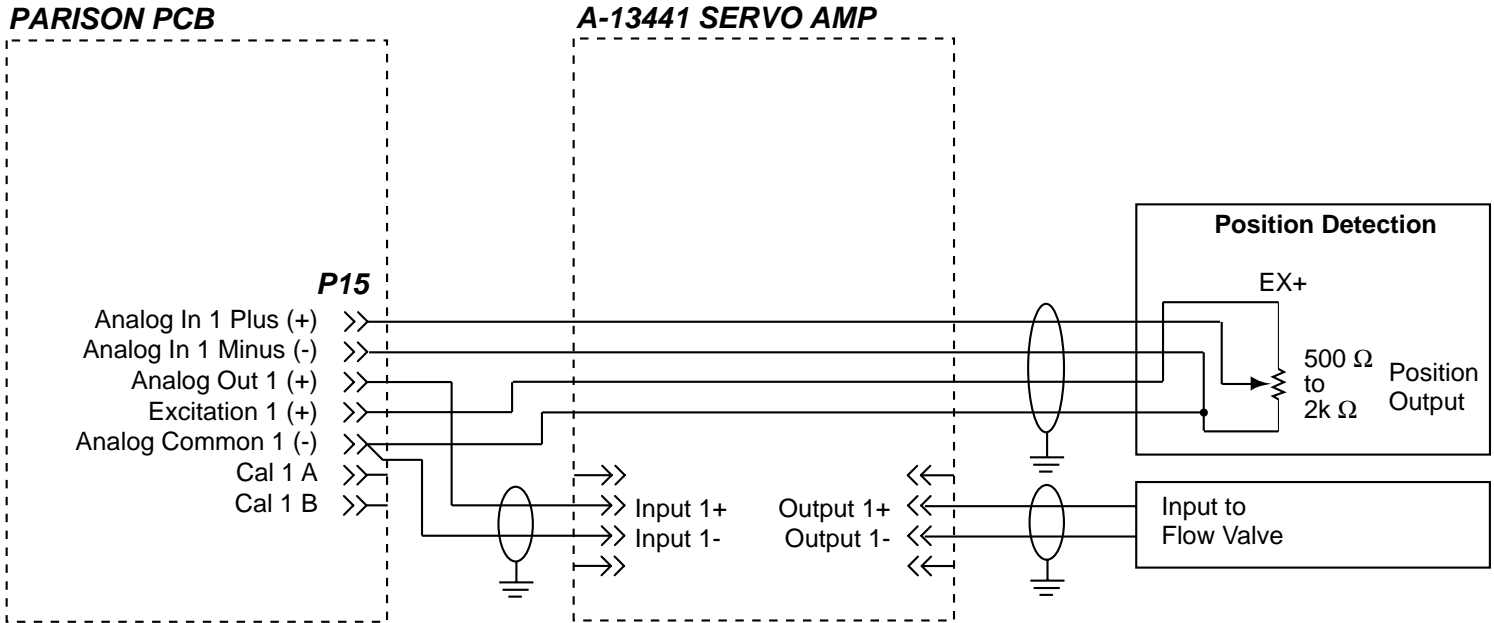 PARISON PCB
A-13441 SERVO AMP
Position Detection
EX+
500 Ω
to
2k Ω
Position
Output
P15
Analog In 1 Plus (+)
Analog In 1 Minus (-)
Analog Out 1 (+)
Excitation 1 (+)
Analog Common 1 (-)
Cal 1 A
Cal 1 B
Input 1+
Input 1-
Output 1+
Output 1-
Input to
Flow Valve